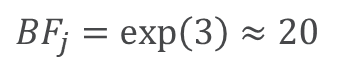 BF_j = exp(3) ≈ 20